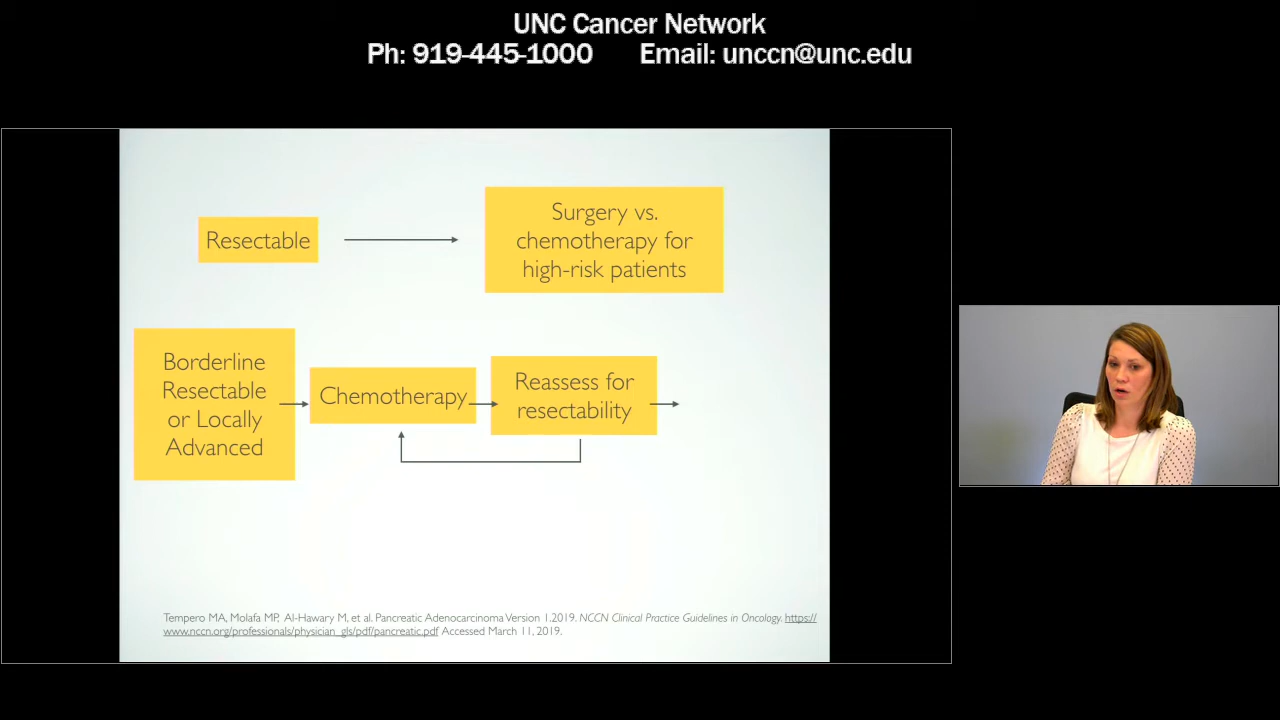 UNC Cancer Network
Ph: 919-445-1000 Email: unccn@unc.edu
Resectable
Surgery vs.
chemotherapy for
high-risk patients
Borderline
Resectable
or Locally
Advanced
Chemotherapy
Reassess for
resectability
Tempero MA, Molafa MP, Al-Hawary M, et al. Pancreatic Adenocarcinoma Version 1.2019. NCCN Clinical Practice Guidelines in Oncology. https://
www.nccn.org/professionals/physician_gls/pdf/pancreatic.pdf Accessed March 11, 2019.